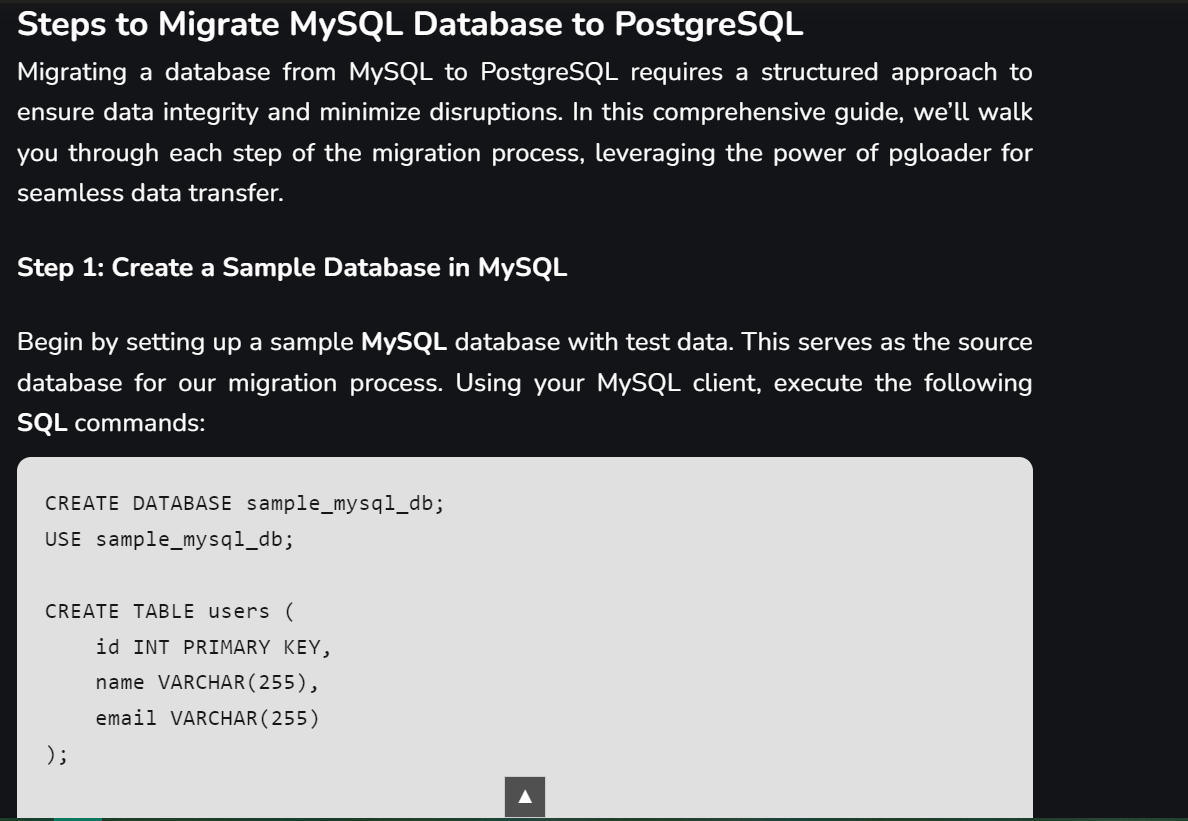 Steps to Migrate MySQL Database to PostgreSQL
Migrating a database from MySQL to PostgreSQL requires a structured approach to
ensure data integrity and minimize disruptions. In this comprehensive guide, we’ll walk
you through each step of the migration process, leveraging the power of pgloader for
seamless data transfer.
Step 1: Create a Sample Database in MySQL
Begin by setting up a sample MySQL database with test data. This serves as the source
database for our migration process. Using your MySQL client, execute the following
SQL commands:
CREATE DATABASE sample_mysql_db;
USE sample_mysql_db;
CREATE TABLE users (
    id INT PRIMARY KEY,
    name VARCHAR(255),
    email VARCHAR(255)
);